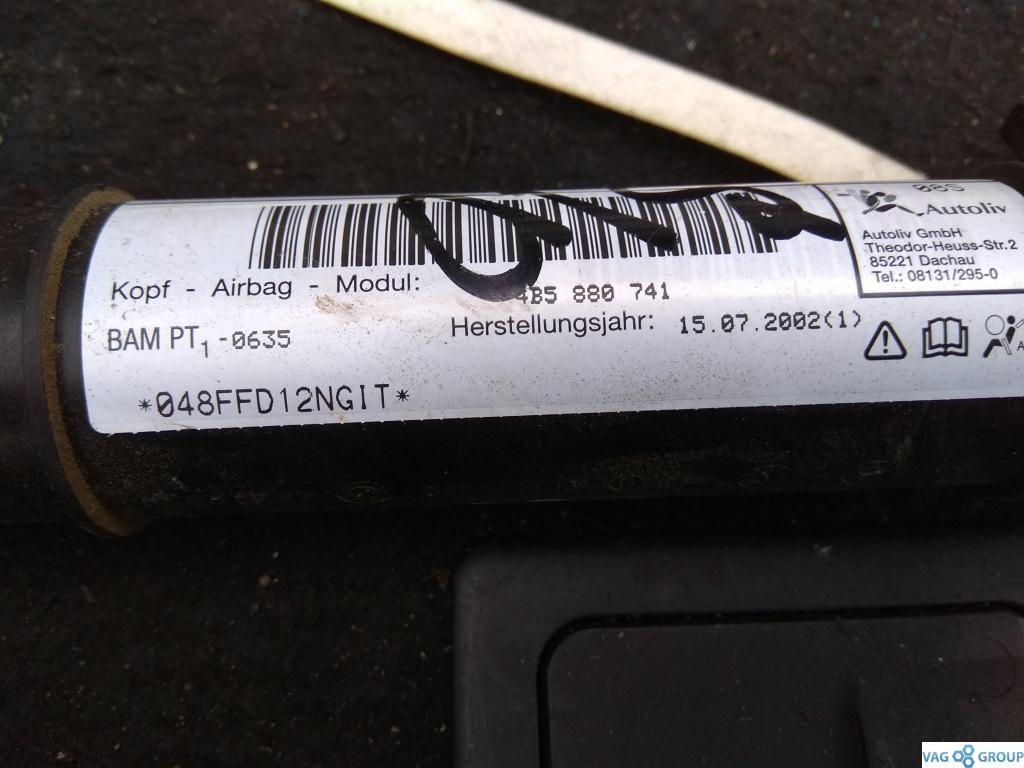 08S
Autoliv
Autoliv GmbH
Theodor-Heuss-Str.2
85221 Dachau
Tel.: 08131/295-0
Kopf - Airbag - Modul: 4B5 880 741
BAM PT1-0635
Herstellungsjahr: 15.07.2002(1)
*048FFD12NGIT*
VAG GROUP